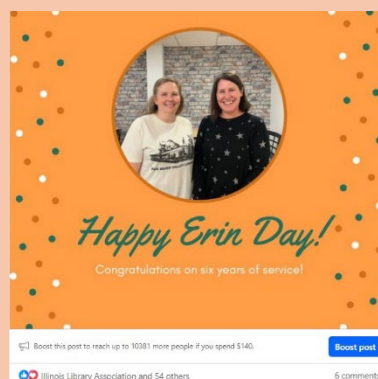 Happy Erin Day!
Congratulations on six years of service!
Boost this post to reach up to 10381 more people if you spend $140.
Boost post
Illinois Library Association and 54 others
6 comments